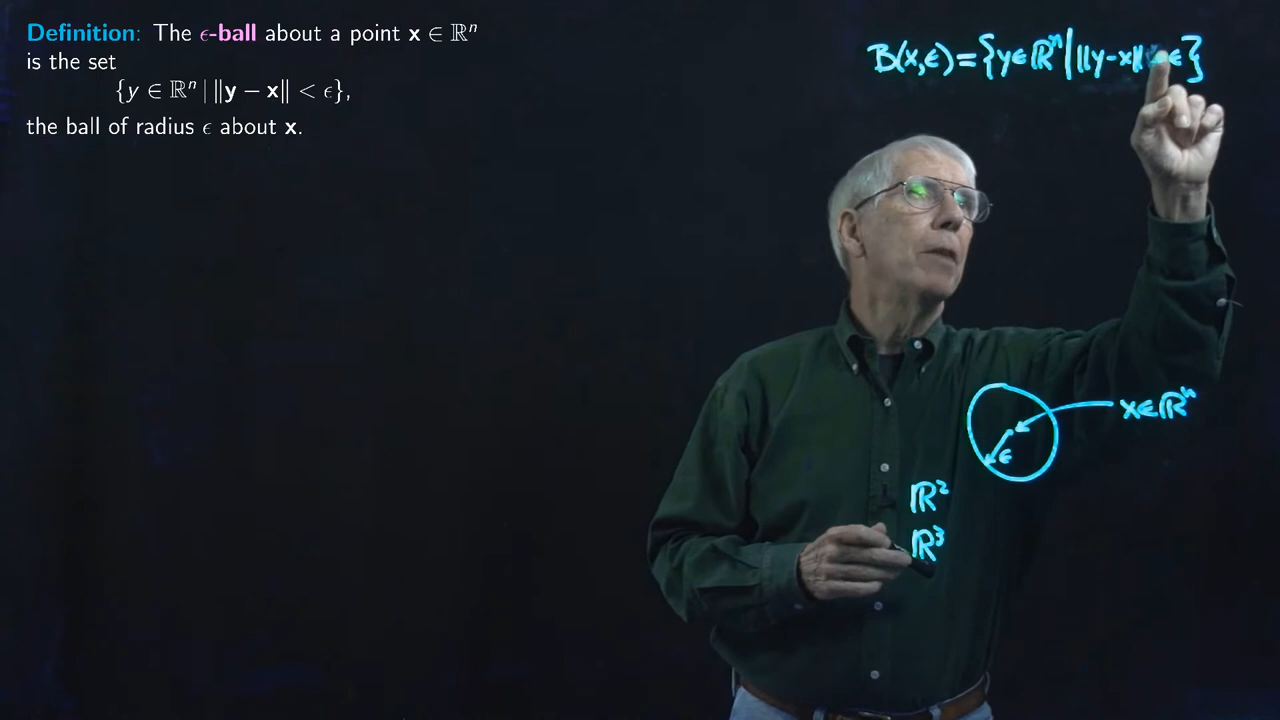 Definition: The ϵ-ball about a point x ∈ ℝⁿ
is the set
{y ∈ ℝⁿ | ‖y − x‖ < ϵ},
the ball of radius ϵ about x.
B(x,ϵ)={y∈ℝⁿ|‖y-x‖ ϵ}
x∈ℝⁿ
ϵ
ℝ²
ℝ³